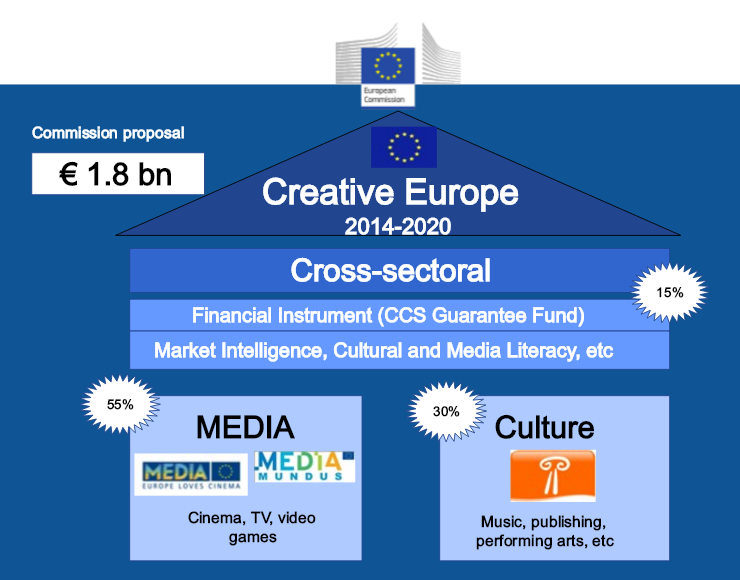 European
Commission
Commission proposal
€ 1.8 bn
Creative Europe
2014-2020
Cross-sectoral
15%
Financial Instrument (CCS Guarantee Fund)
Market Intelligence, Cultural and Media Literacy, etc
55%
MEDIA
MEDIA
EUROPE LOVES CINEMA
MEDIA
MUNDUS
Cinema, TV, video
games
30%
Culture
Music, publishing,
performing arts, etc